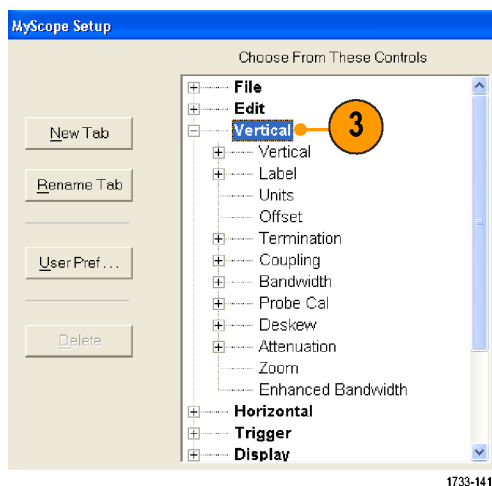 MyScope Setup
Choose From These Controls
File
Edit
Vertical
3
Vertical
Label
Units
Offset
Termination
Coupling
Bandwidth
Probe Cal
Deskew
Attenuation
Zoom
Enhanced Bandwidth
Horizontal
Trigger
Display
New Tab
Rename Tab
User Pref...
Delete
1733-141